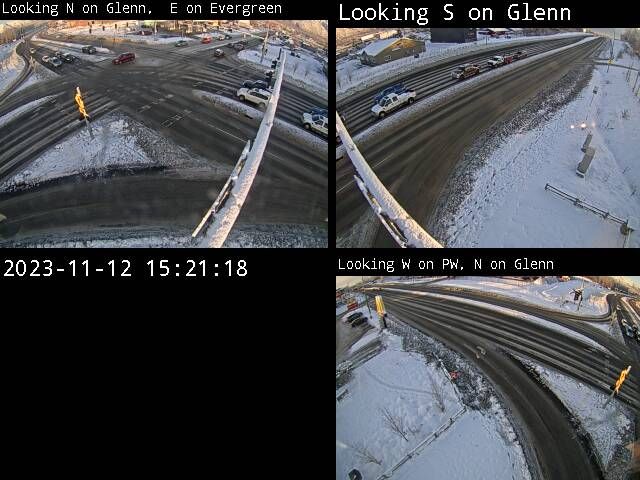 Looking N on Glenn,  E on Evergreen
Looking S on Glenn
2023-11-12 15:21:18
Looking W on PW, N on Glenn